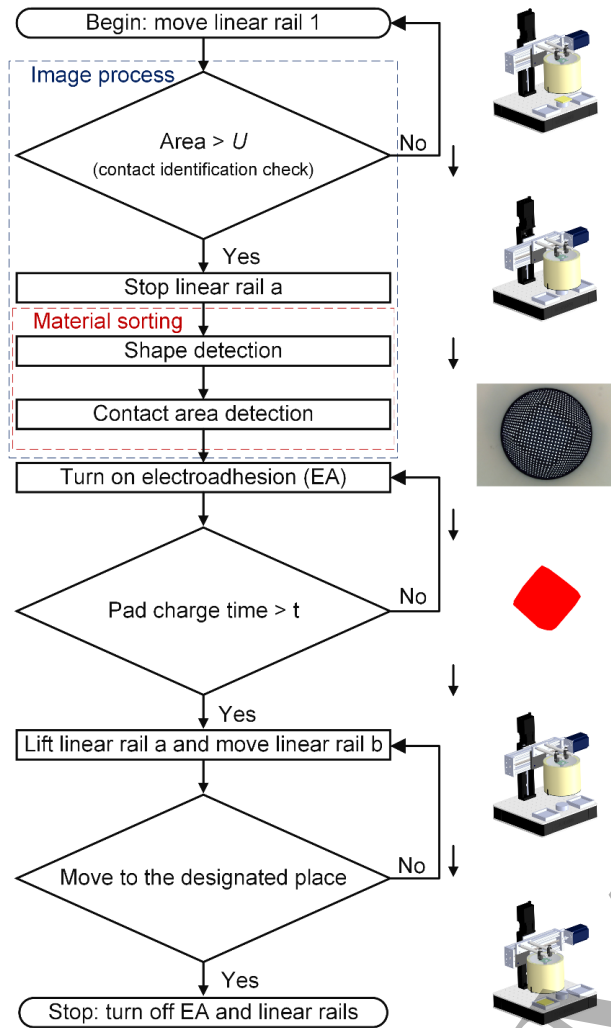 Begin: move linear rail 1
Image process
Area > U
No
(contact identification check)
Yes
Stop linear rail a
Material sorting
Shape detection
Contact area detection
Turn on electroadhesion (EA)
No
Pad charge time > t
Yes
Lift linear rail a and move linear rail b
No
Move to the designated place
Yes
Stop: turn off EA and linear rails